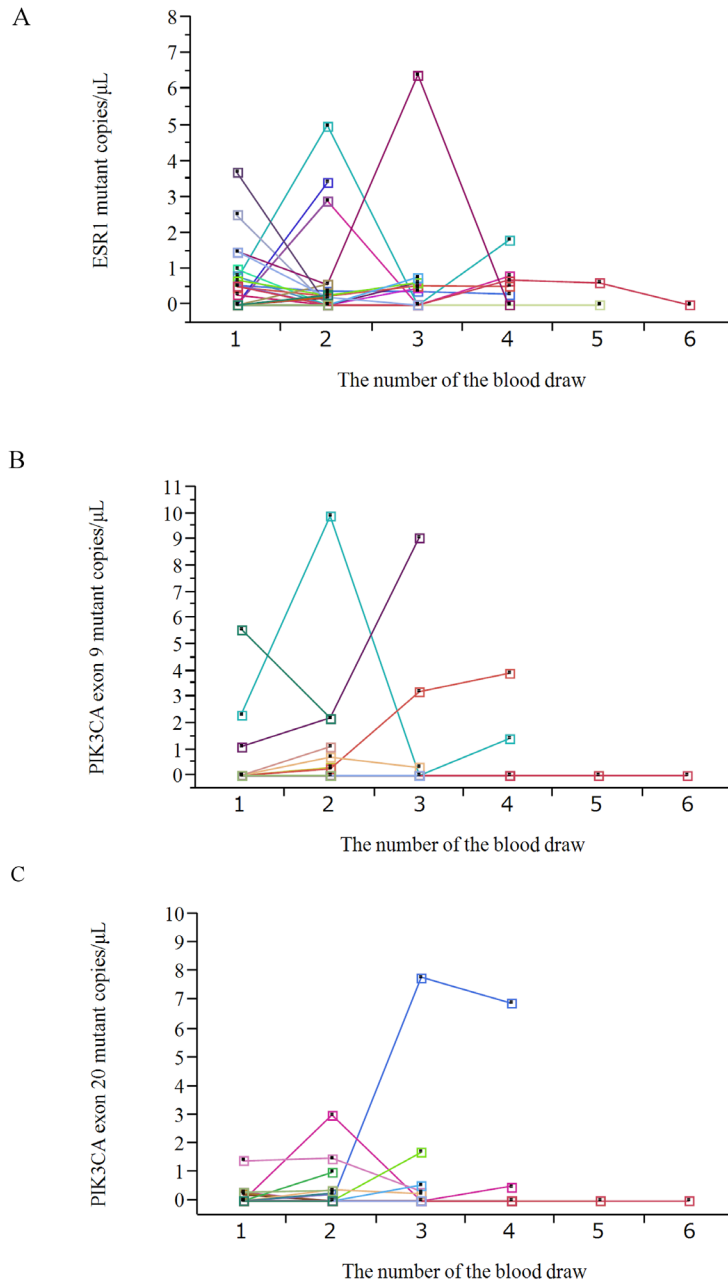 A
ESR1 mutant copies/μL
8
7
6
5
4
3
2
1
0
1 2 3 4 5 6
The number of the blood draw
B
PIK3CA exon 9 mutant copies/μL
11
10
9
8
7
6
5
4
3
2
1
0
1 2 3 4 5 6
The number of the blood draw
C
PIK3CA exon 20 mutant copies/μL
10
9
8
7
6
5
4
3
2
1
0
1 2 3 4 5 6
The number of the blood draw